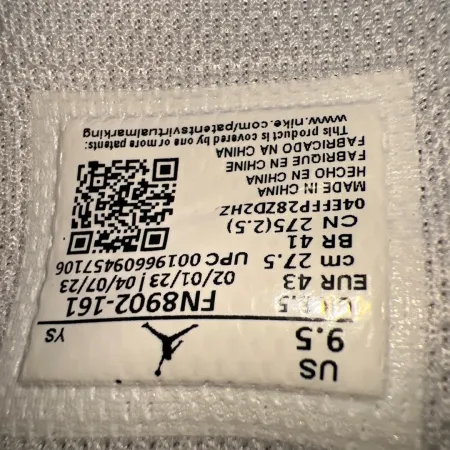 US
9.5
YS
.5
FN8902-161
EUR 43
02/01/23 | 04/07/23
cm 27.5
UPC 00196609457106
BR 41
CN 275(2.5)
04EFFP28ZD2HZ
MADE IN CHINA
HECHO EN CHINA
FABRIQUE EN CHINE
FABRICADO NA CHINA
This product is covered by one or more patents:
www.nike.com/patentsvirtualmarking